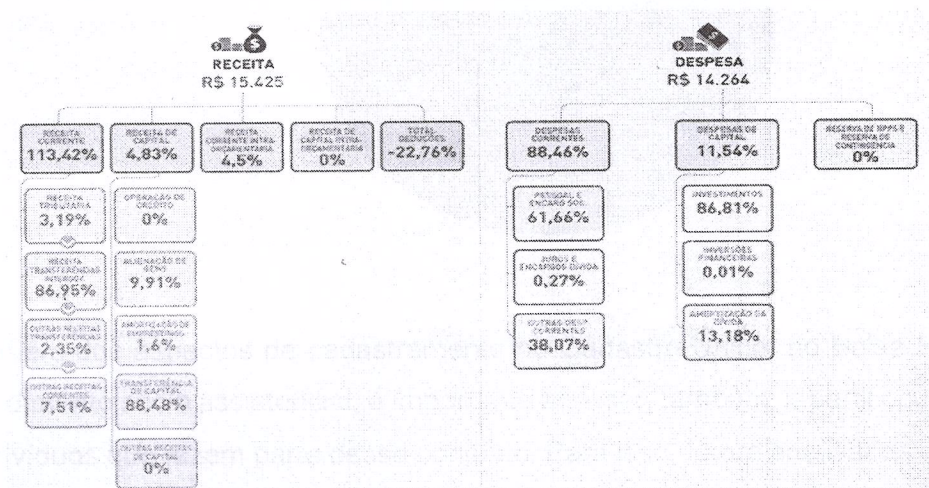 RECEITA
R$ 15.425
RECEITA CORRENTE
113,42%
RECEITA DE CAPITAL
4,83%
RECEITA CORRENTE INTRA-ORÇAMENTÁRIA
4,5%
RECEITA DE CAPITAL INTRA-ORÇAMENTÁRIA
0%
TOTAL DEDUÇÕES
-22,76%
RECEITA TRIBUTÁRIA
3,19%
RECEITA TRANSFERÊNCIAS
86,95%
OUTRAS RECEITAS TRANSFERÊNCIAS
2,35%
OUTRAS RECEITAS CORRENTES
7,51%
OPERAÇÃO DE CRÉDITO
0%
ALIENAÇÃO DE BENS
9,91%
AMORTIZAÇÃO DE EMPRÉSTIMOS
1,6%
TRANSFERÊNCIA DE CAPITAL
88,48%
OUTRAS RECEITAS DE CAPITAL
0%
DESPESA
R$ 14.264
DESPESAS CORRENTES
88,46%
DESPESAS DE CAPITAL
11,54%
RESERVA DE RPPS E RESERVA DE CONTINGÊNCIA
0%
PESSOAL E ENCARG SOC.
61,66%
JUROS E ENCARGOS DÍVIDA
0,27%
OUTRAS DESP CORRENTES
38,07%
INVESTIMENTOS
86,81%
INVERSÕES FINANCEIRAS
0,01%
AMORTIZAÇÃO DA DÍVIDA
13,18%